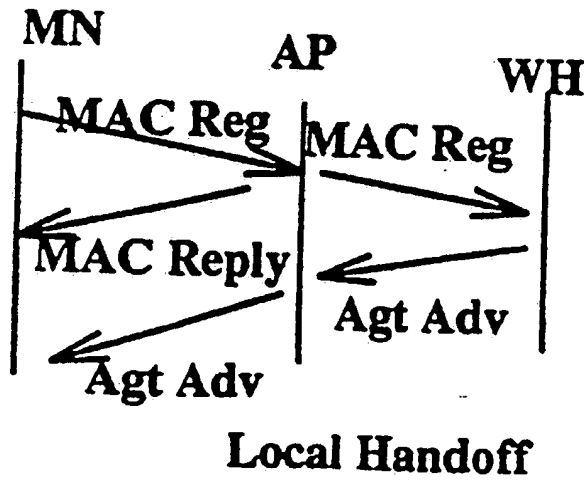 MN
AP
WH
MAC Reg
MAC Reg
MAC Reply
Agt Adv
Agt Adv
Local Handoff